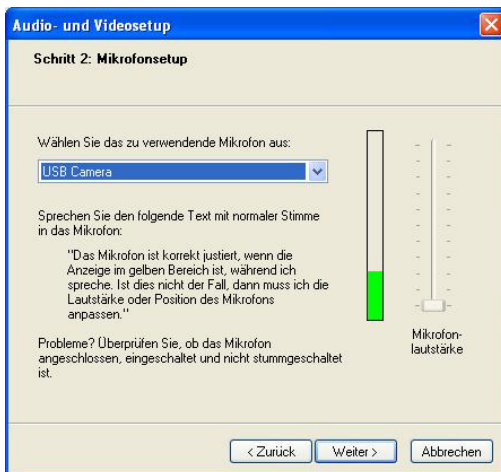 Audio- und Videosetup
Schritt 2: Mikrofonsetup
Wählen Sie das zu verwendende Mikrofon aus:
USB Camera
Sprechen Sie den folgende Text mit normaler Stimme
in das Mikrofon:
"Das Mikrofon ist korrekt justiert, wenn die
Anzeige im gelben Bereich ist, während ich
spreche. Ist dies nicht der Fall, dann muss ich die
Lautstärke oder Position des Mikrofons
anpassen."
Probleme? Überprüfen Sie, ob das Mikrofon
angeschlossen, eingeschaltet und nicht stummgeschaltet
ist.
Mikrofon-
lautstärke
< Zurück
Weiter >
Abbrechen